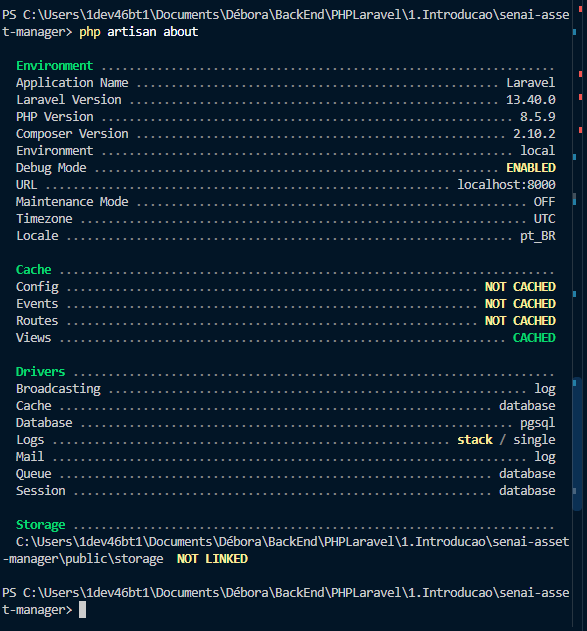 PS C:\Users\1dev46bt1\Documents\Débora\BackEnd\PHPLaravel\1.Introducao\senai-asse
t-manager> php artisan about
Environment ................................................................
Application Name .................................................... Laravel
Laravel Version ..................................................... 13.40.0
PHP Version ........................................................... 8.5.9
Composer Version ..................................................... 2.10.2
Environment ........................................................... local
Debug Mode .......................................................... ENABLED
URL .......................................................... localhost:8000
Maintenance Mode ........................................................ OFF
Timezone ................................................................ UTC
Locale ................................................................ pt_BR
Cache ......................................................................
Config ........................................................... NOT CACHED
Events ........................................................... NOT CACHED
Routes ........................................................... NOT CACHED
Views ................................................................ CACHED
Drivers ....................................................................
Broadcasting ............................................................ log
Cache .............................................................. database
Database .............................................................. pgsql
Logs ......................................................... stack / single
Mail .................................................................... log
Queue .............................................................. database
Session ............................................................ database
Storage ....................................................................
C:\Users\1dev46bt1\Documents\Débora\BackEnd\PHPLaravel\1.Introducao\senai-asset
-manager\public\storage NOT LINKED
PS C:\Users\1dev46bt1\Documents\Débora\BackEnd\PHPLaravel\1.Introducao\senai-asse
t-manager>